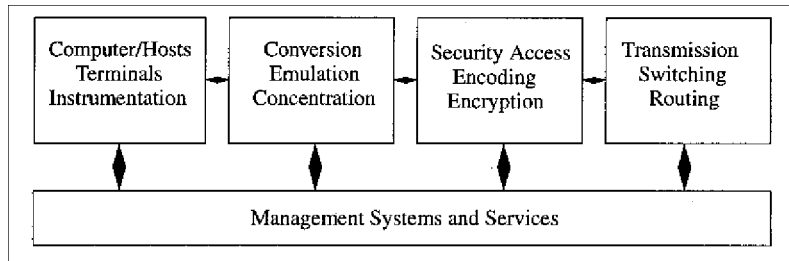 Computer/Hosts
Terminals
Instrumentation
Conversion
Emulation
Concentration
Security Access
Encoding
Encryption
Transmission
Switching
Routing
Management Systems and Services